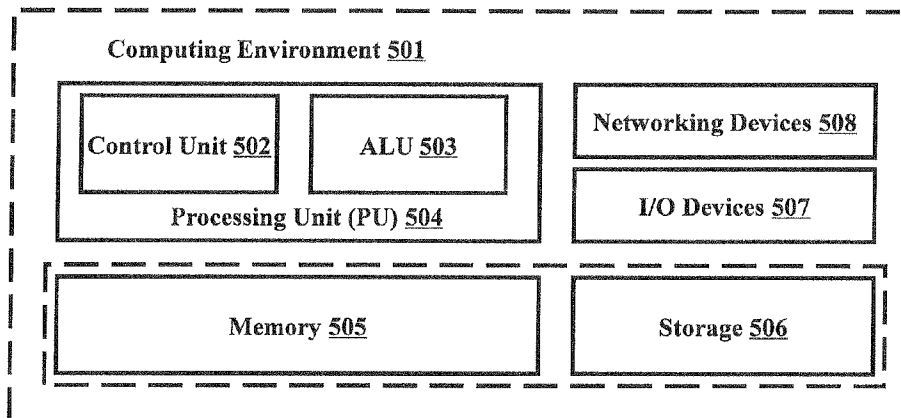 Computing Environment 501
Control Unit 502
ALU 503
Processing Unit (PU) 504
Networking Devices 508
I/O Devices 507
Memory 505
Storage 506